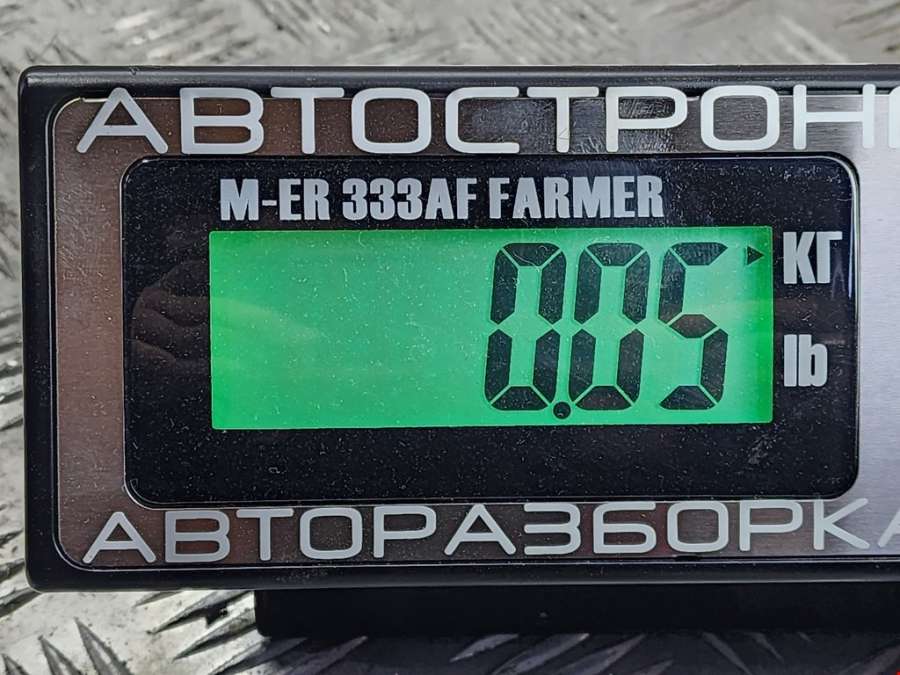 АВТОСТРОН
M-ER 333AF FARMER
0.05
КГ
lb
АВТОРАЗБОРКА